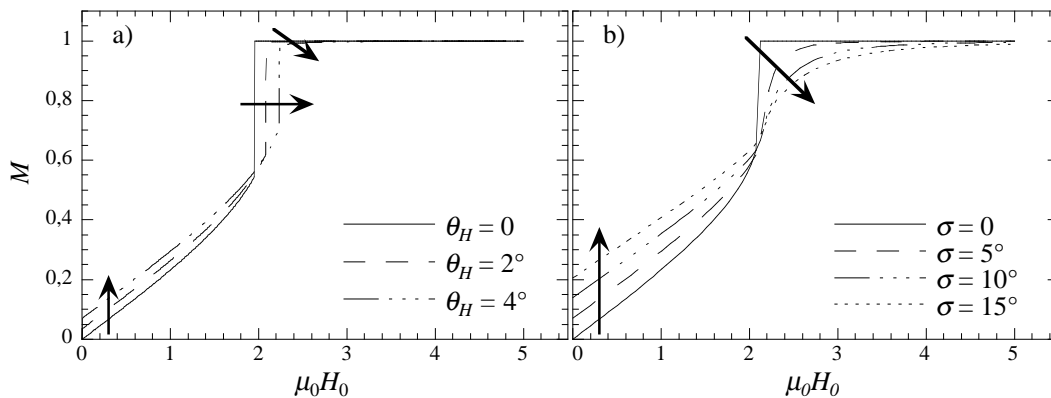 a)
1
0,8
0,6
0,4
0,2
0
M
θH = 0
θH = 2°
θH = 4°
0 1 2 3 4 5
μ0H0
b)
σ = 0
σ = 5°
σ = 10°
σ = 15°
0 1 2 3 4 5
μ0H0